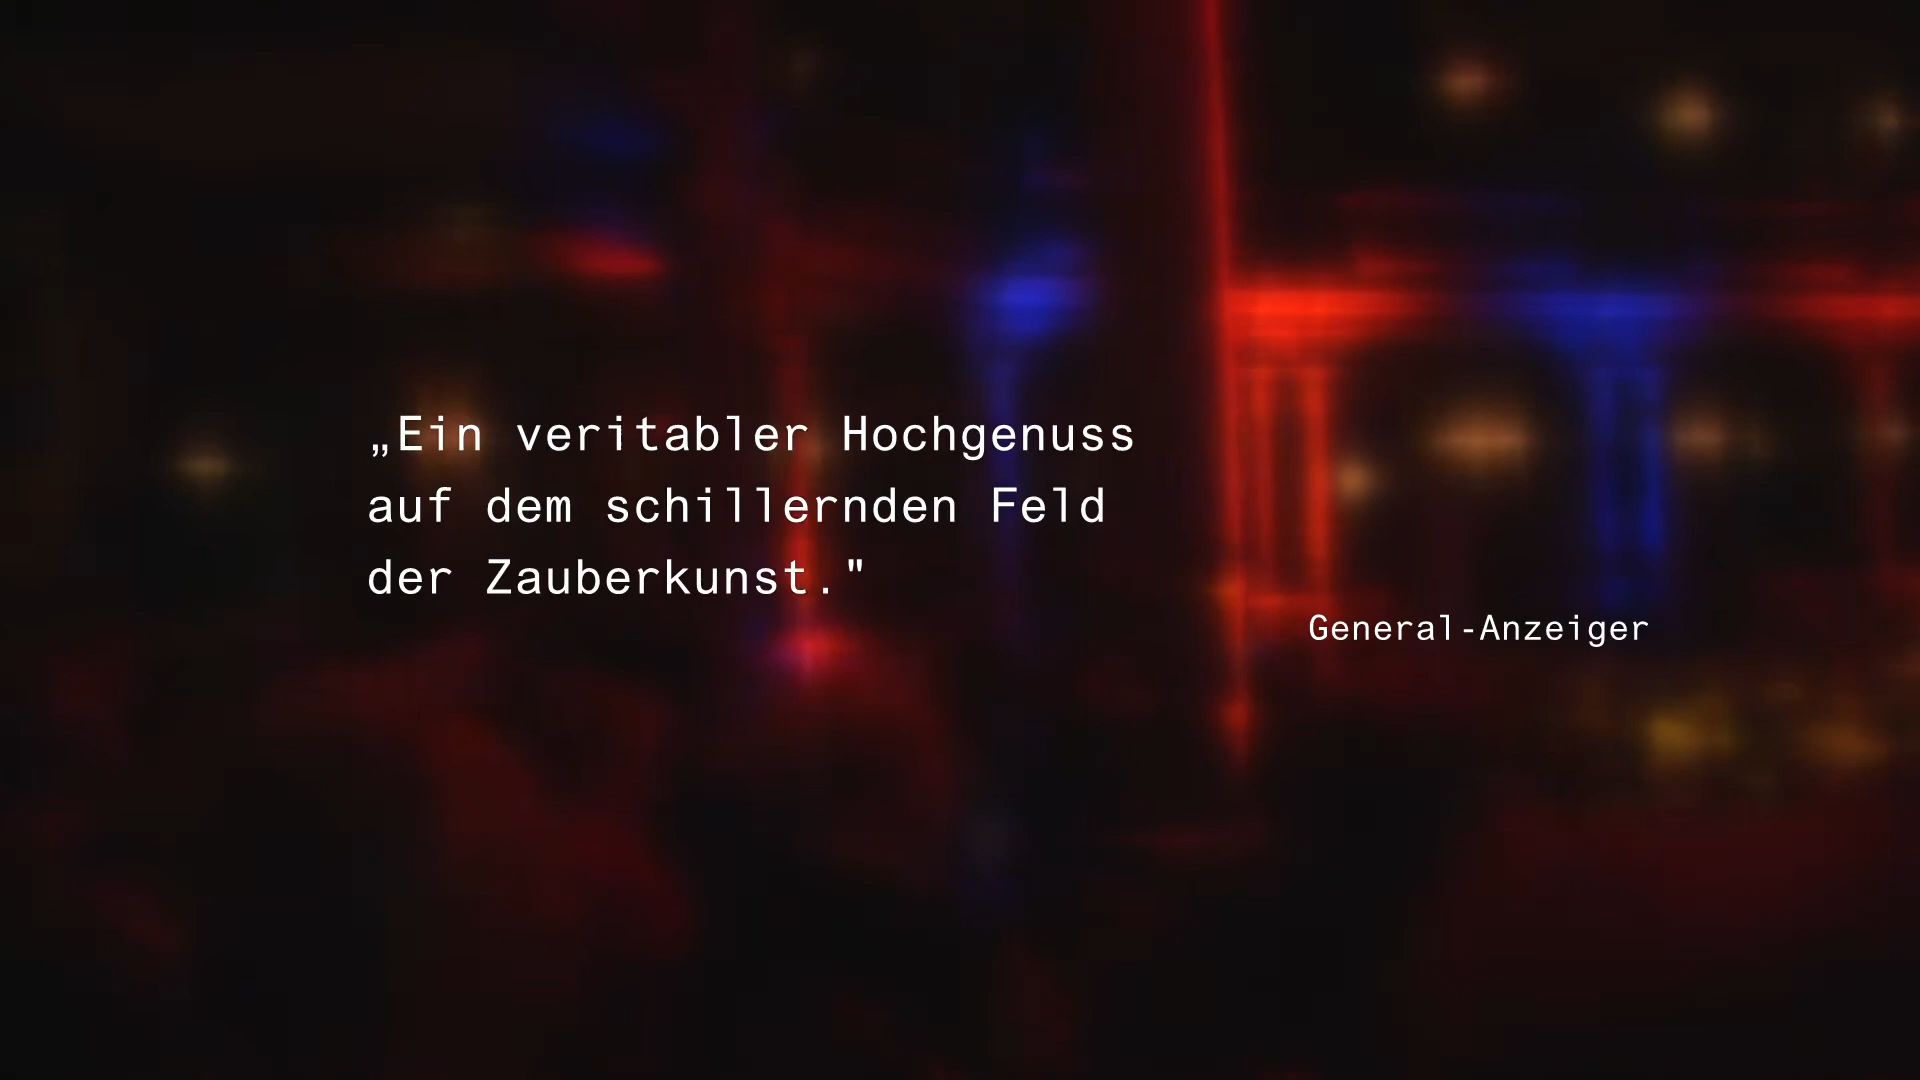 „Ein veritabler Hochgenuss
auf dem schillernden Feld
der Zauberkunst."
General-Anzeiger